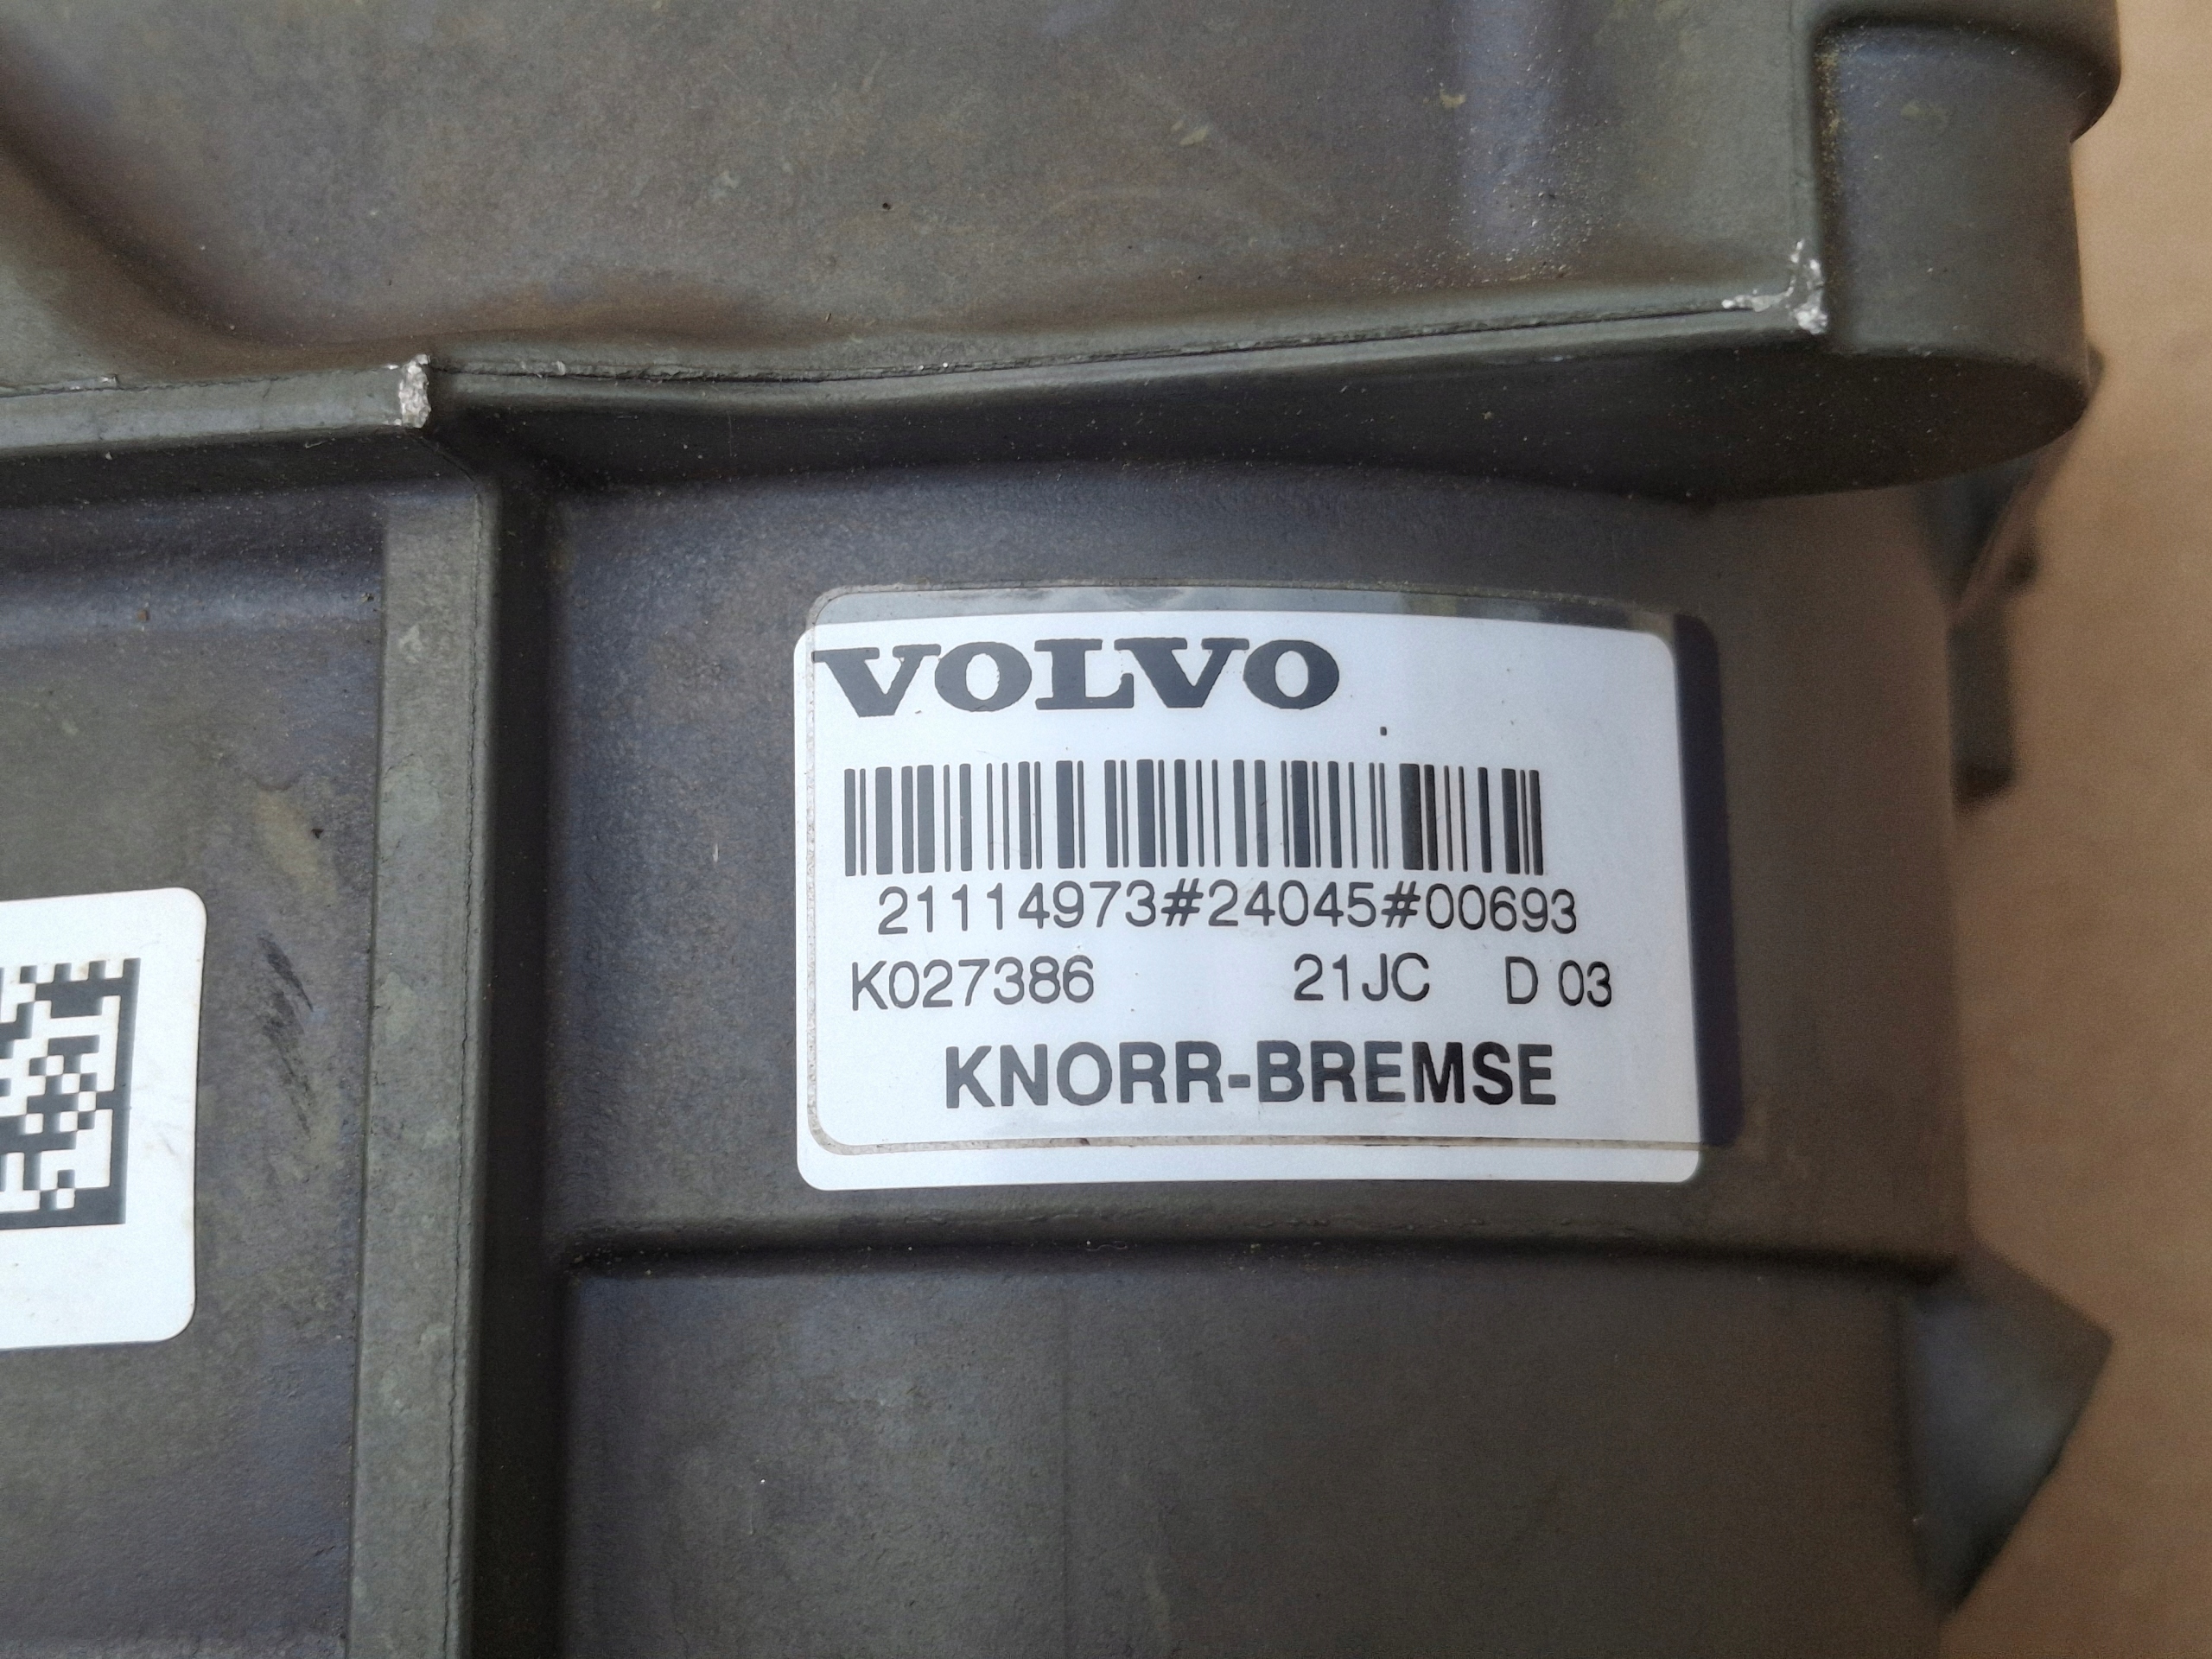 VOLVO
21114973#24045#00693
K027386 21JC D 03
KNORR-BREMSE